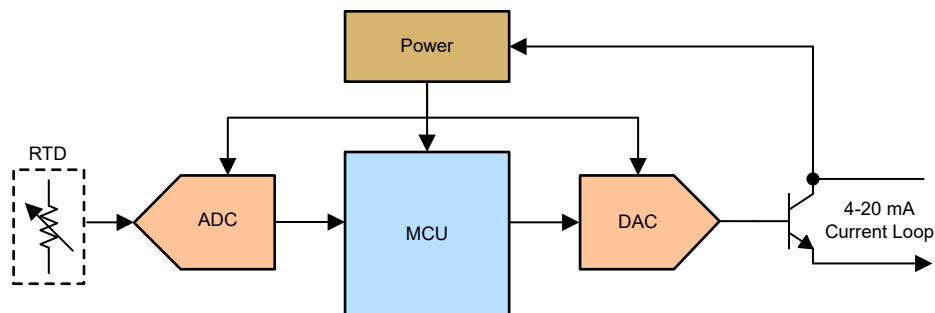 Power
RTD
ADC
MCU
DAC
4-20 mA
Current Loop